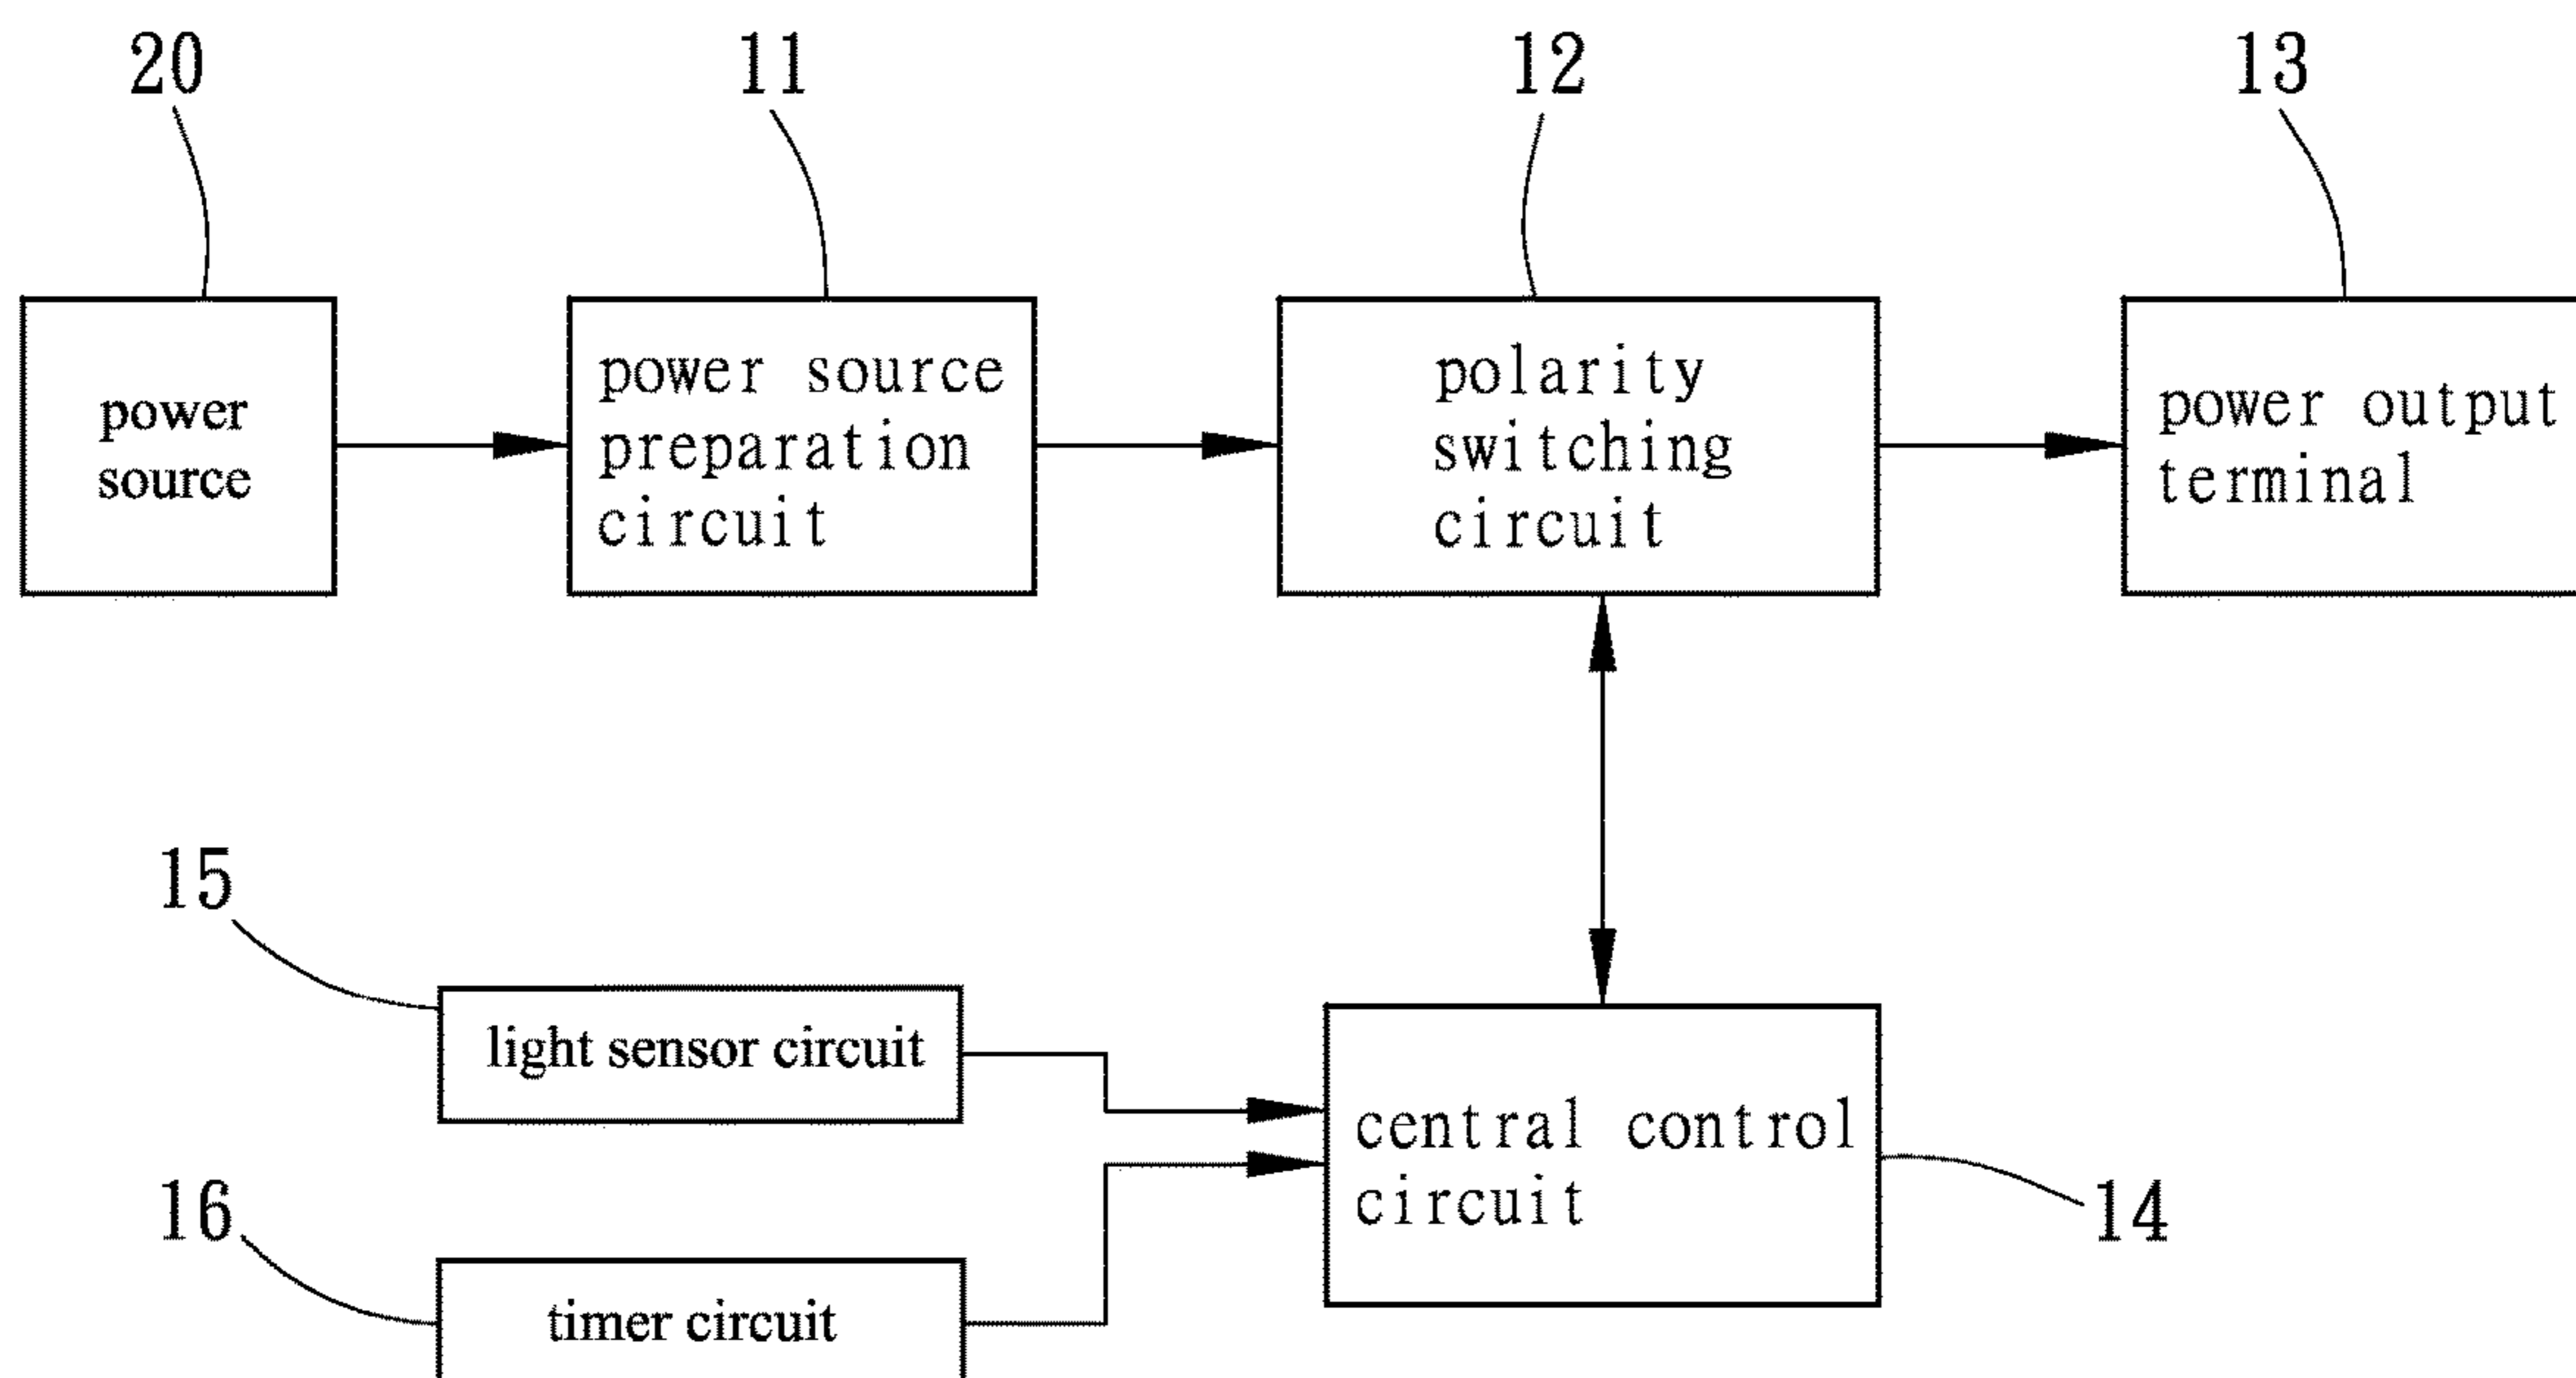 20
11
12
13
power
source
power source
preparation
circuit
polarity
switching
circuit
power output
terminal
15
light sensor circuit
16
timer circuit
central control
circuit
14